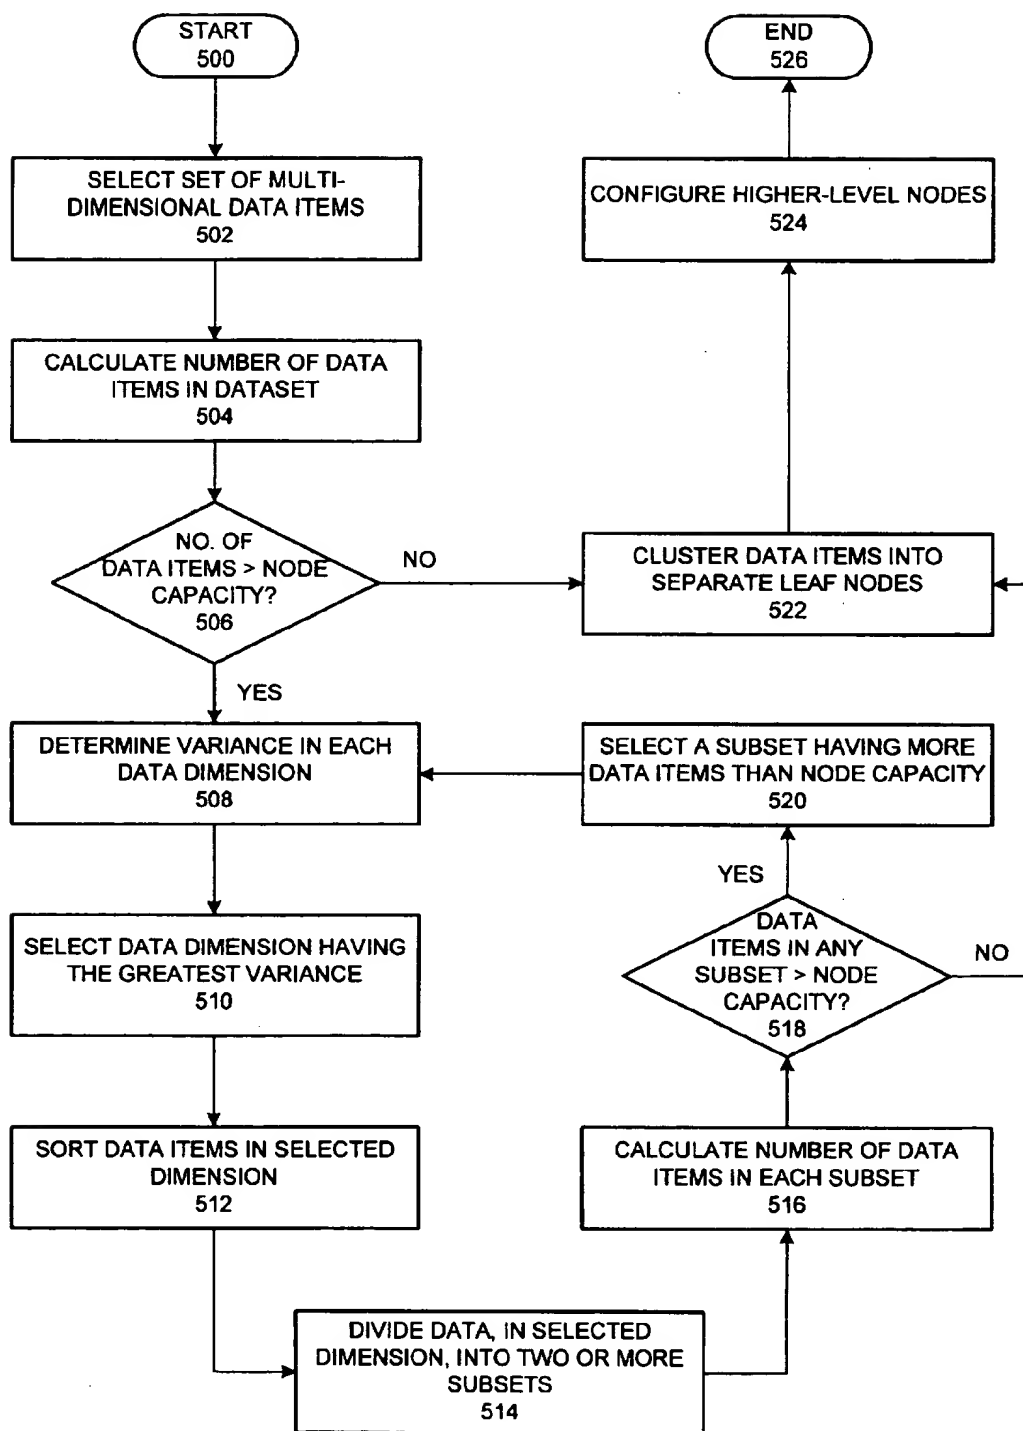 START
500
SELECT SET OF MULTI-
DIMENSIONAL DATA ITEMS
502
CALCULATE NUMBER OF DATA
ITEMS IN DATASET
504
NO. OF
DATA ITEMS > NODE
CAPACITY?
506
NO
YES
DETERMINE VARIANCE IN EACH
DATA DIMENSION
508
SELECT DATA DIMENSION HAVING
THE GREATEST VARIANCE
510
SORT DATA ITEMS IN SELECTED
DIMENSION
512
DIVIDE DATA, IN SELECTED
DIMENSION, INTO TWO OR MORE
SUBSETS
514
CALCULATE NUMBER OF DATA
ITEMS IN EACH SUBSET
516
DATA
ITEMS IN ANY
SUBSET > NODE
CAPACITY?
518
NO
YES
SELECT A SUBSET HAVING MORE
DATA ITEMS THAN NODE CAPACITY
520
CLUSTER DATA ITEMS INTO
SEPARATE LEAF NODES
522
CONFIGURE HIGHER-LEVEL NODES
524
END
526